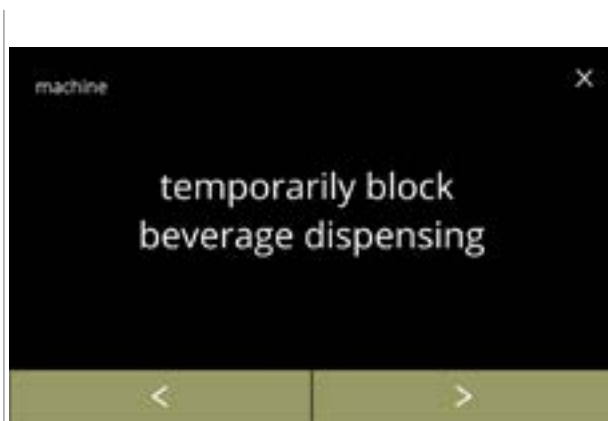 machine
X
temporarily block
beverage dispensing
< >